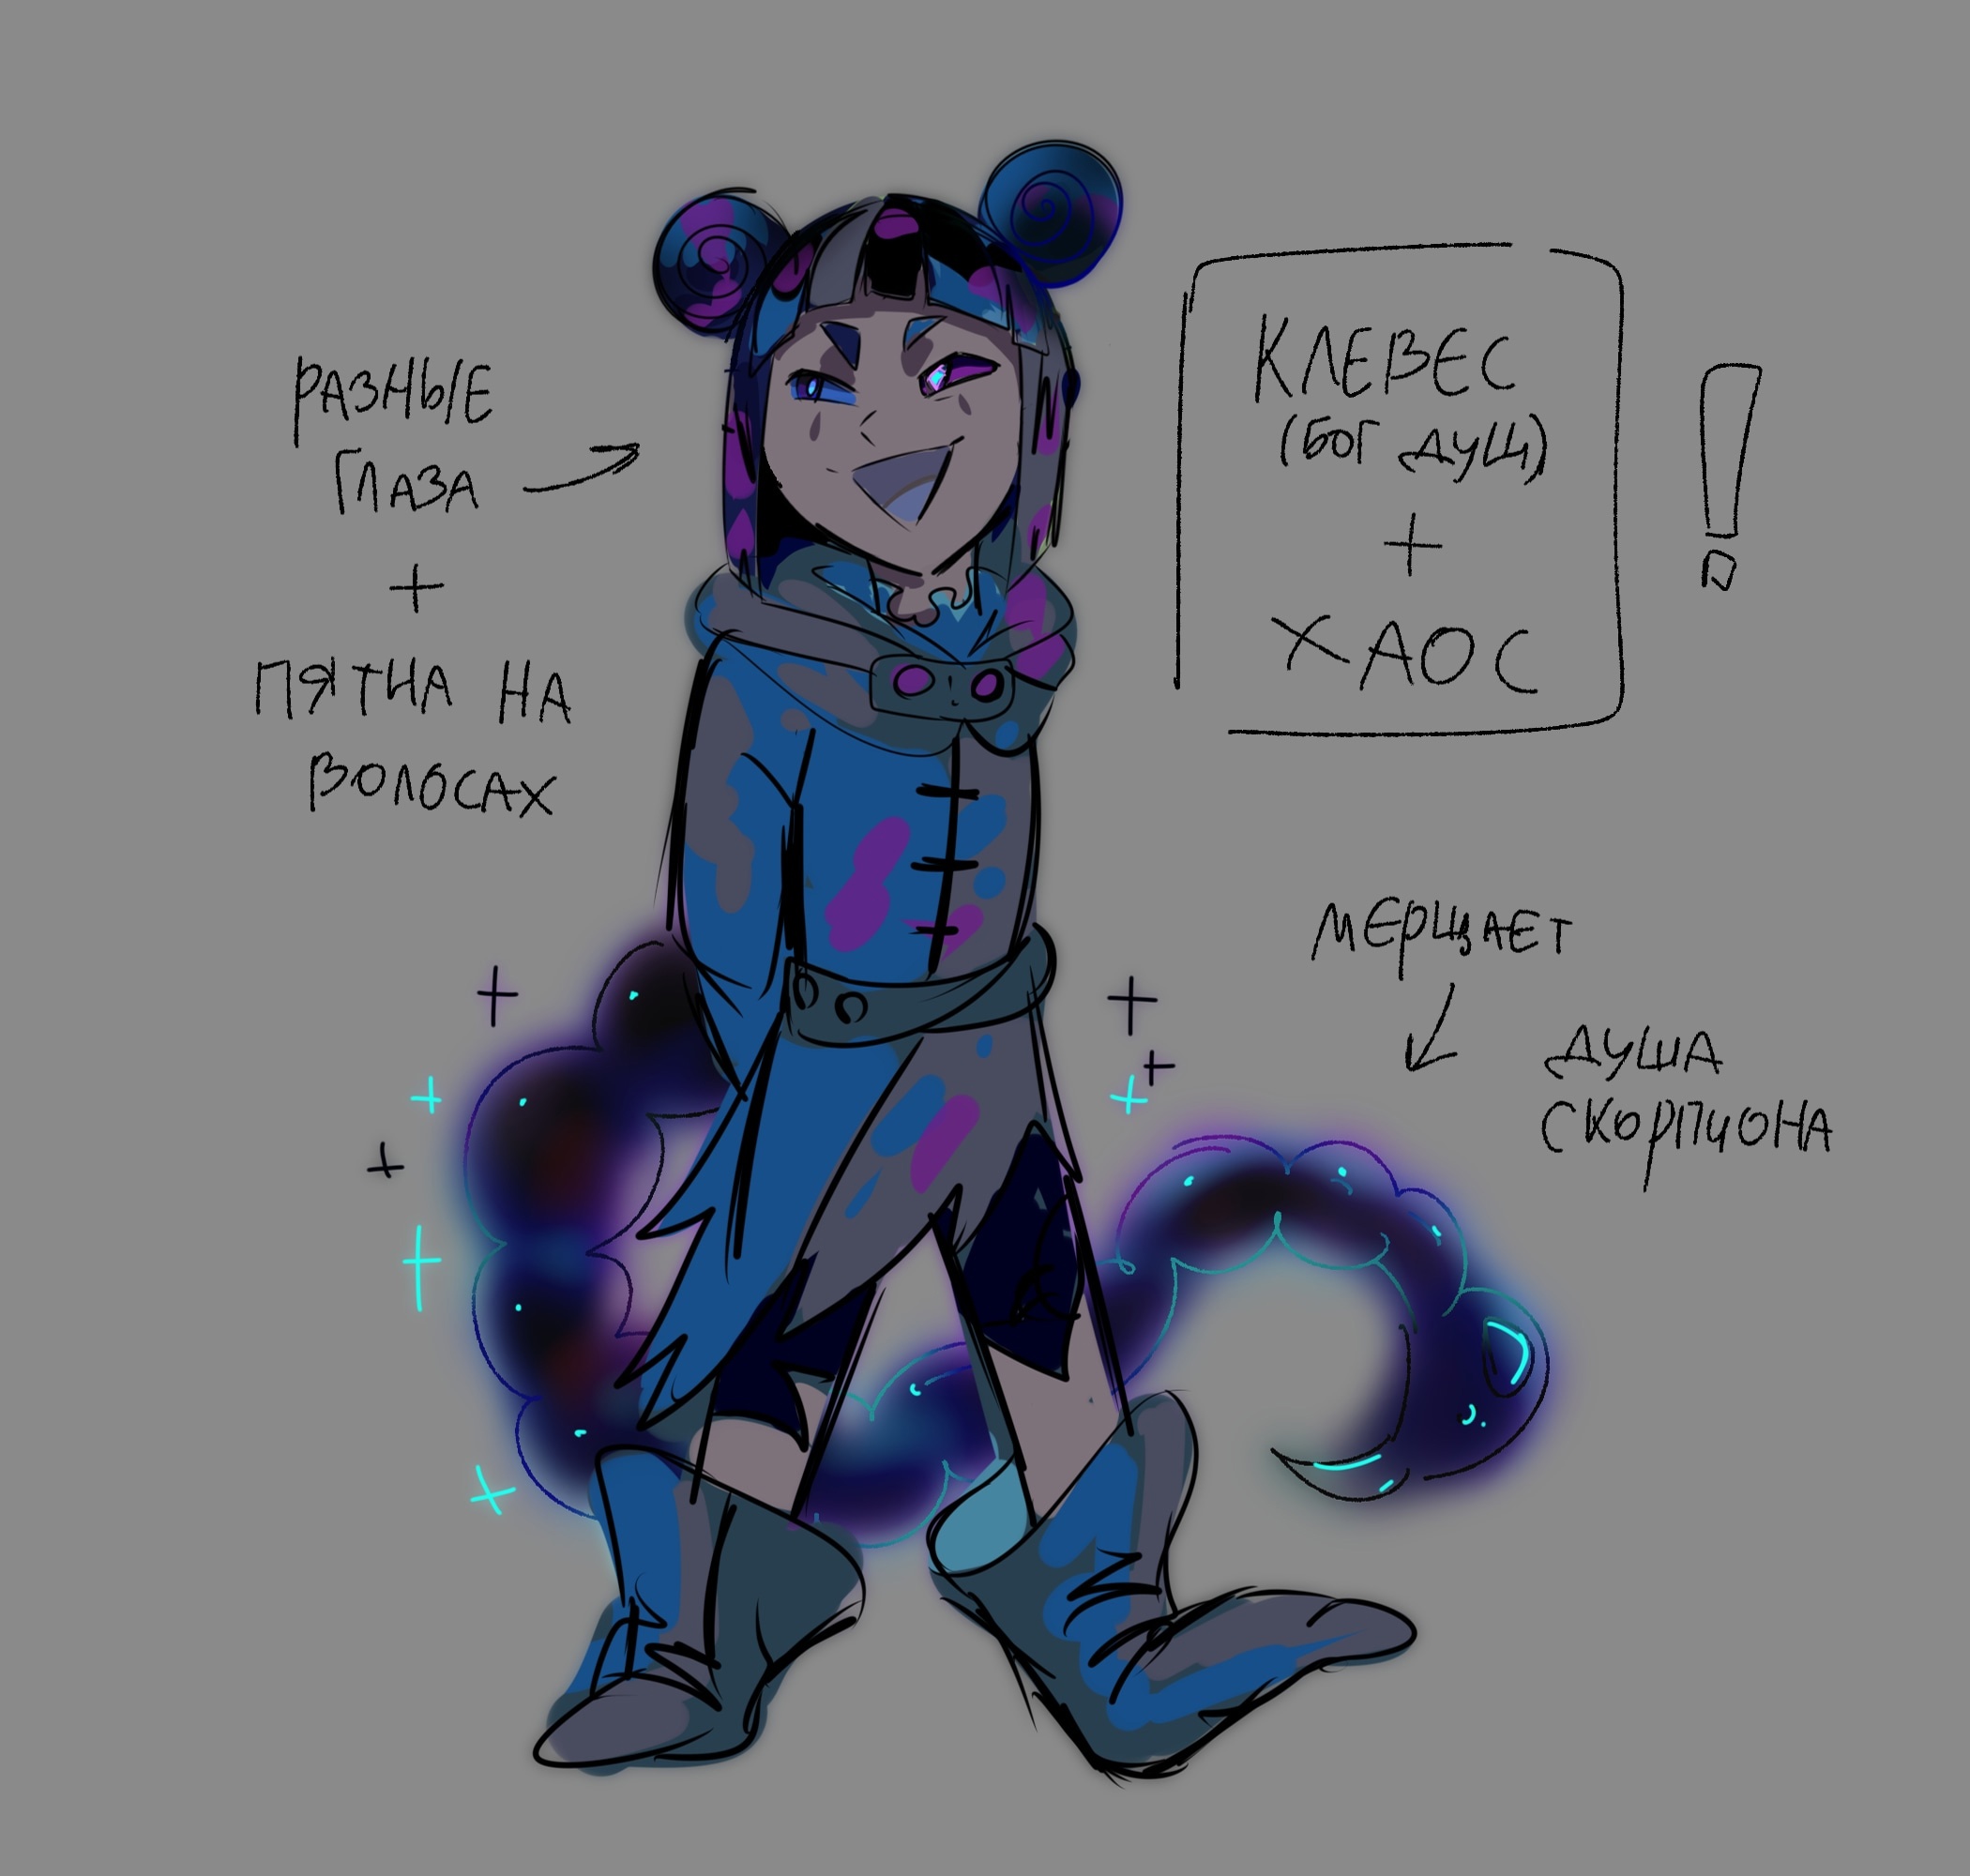 РАЗНЫЕ
ГЛАЗА
+
ПЯТНА НА
ВОЛОСАХ
КЛЕВЕС
(БОГ ДУШ)
+
ХАОС
!
МЕРЦАЕТ
ДУША
СКОРПИОНА